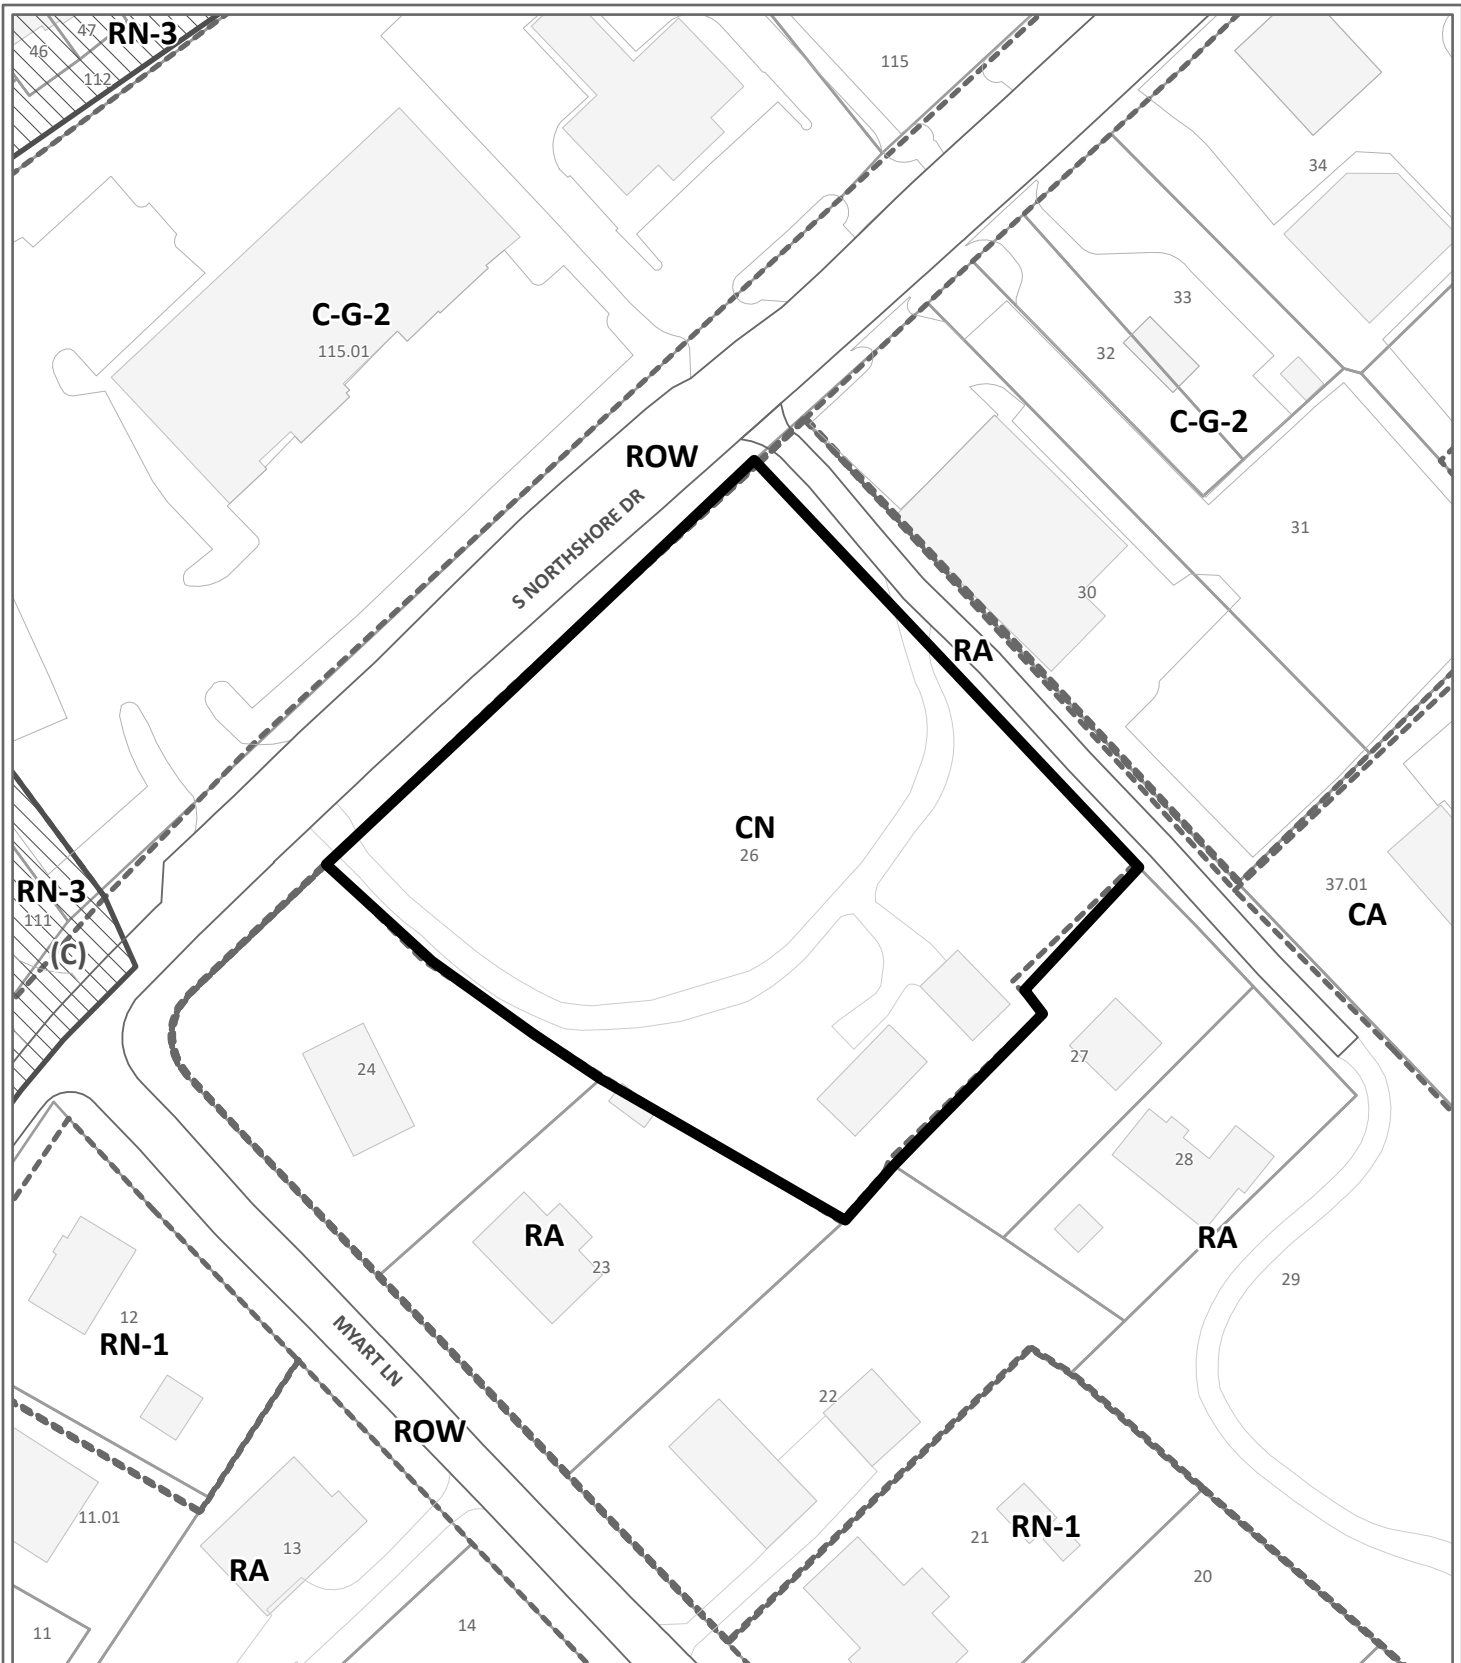 47
RN-3
46
112
115
34
33
C-G-2
115.01
32
C-G-2
ROW
S NORTHSHORE DR
31
30
RA
CN
26
37.01
CA
RN-3
111
(C)
24
27
28
RA
RA
23
29
12
RN-1
MYART LN
22
ROW
11.01
21
RN-1
13
RA
20
14
11